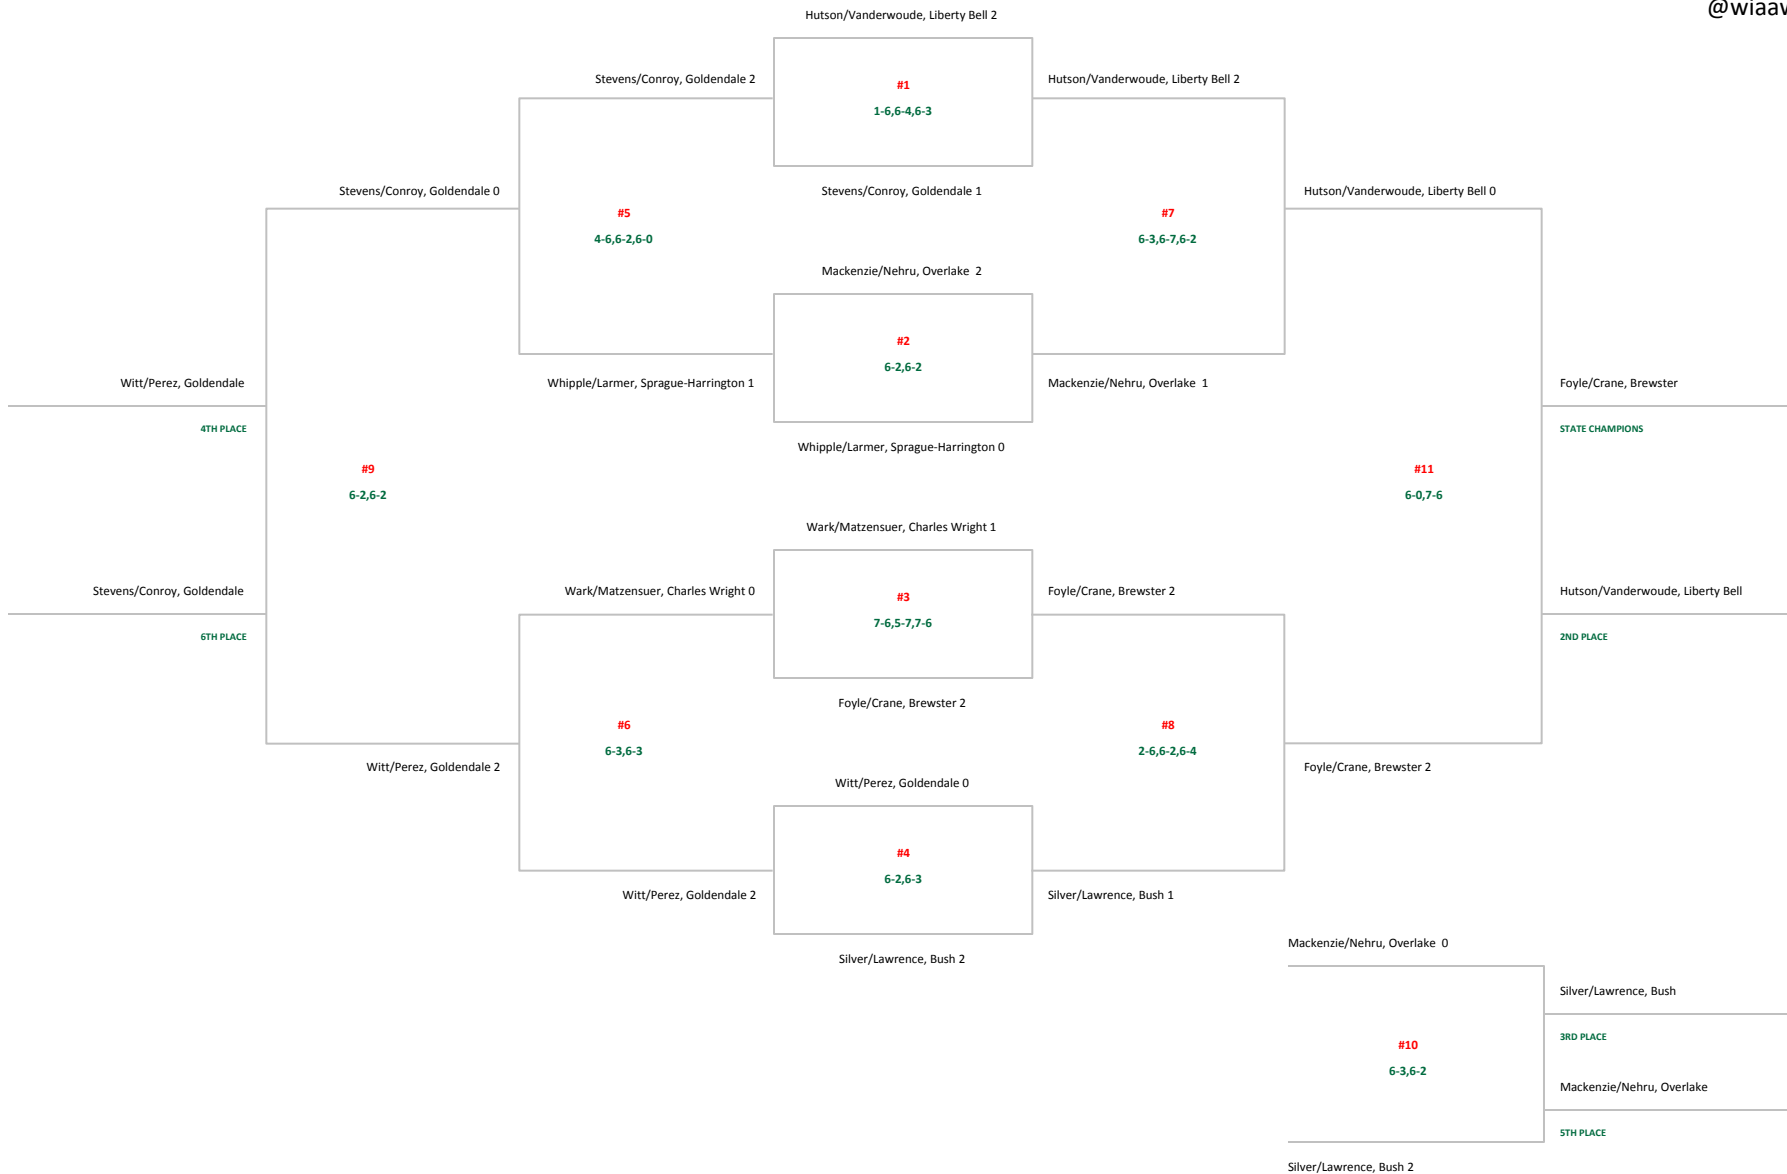 @wiaaw
Hutson/Vanderwoude, Liberty Bell 2
Stevens/Conroy, Goldendale 2
#1
Hutson/Vanderwoude, Liberty Bell 2
1-6,6-4,6-3
Stevens/Conroy, Goldendale 0
Stevens/Conroy, Goldendale 1
Hutson/Vanderwoude, Liberty Bell 0
#5
#7
4-6,6-2,6-0
6-3,6-7,6-2
Mackenzie/Nehru, Overlake 2
#2
6-2,6-2
Witt/Perez, Goldendale
Whipple/Larmer, Sprague-Harrington 1
Mackenzie/Nehru, Overlake 1
Foyle/Crane, Brewster
4TH PLACE
STATE CHAMPIONS
Whipple/Larmer, Sprague-Harrington 0
#9
#11
6-2,6-2
6-0,7-6
Wark/Matzensuer, Charles Wright 1
Stevens/Conroy, Goldendale
Wark/Matzensuer, Charles Wright 0
#3
Foyle/Crane, Brewster 2
Hutson/Vanderwoude, Liberty Bell
7-6,5-7,7-6
6TH PLACE
2ND PLACE
Foyle/Crane, Brewster 2
#6
#8
6-3,6-3
2-6,6-2,6-4
Witt/Perez, Goldendale 2
Foyle/Crane, Brewster 2
Witt/Perez, Goldendale 0
#4
6-2,6-3
Witt/Perez, Goldendale 2
Silver/Lawrence, Bush 1
Mackenzie/Nehru, Overlake 0
Silver/Lawrence, Bush 2
Silver/Lawrence, Bush
3RD PLACE
#10
6-3,6-2
Mackenzie/Nehru, Overlake
5TH PLACE
Silver/Lawrence, Bush 2